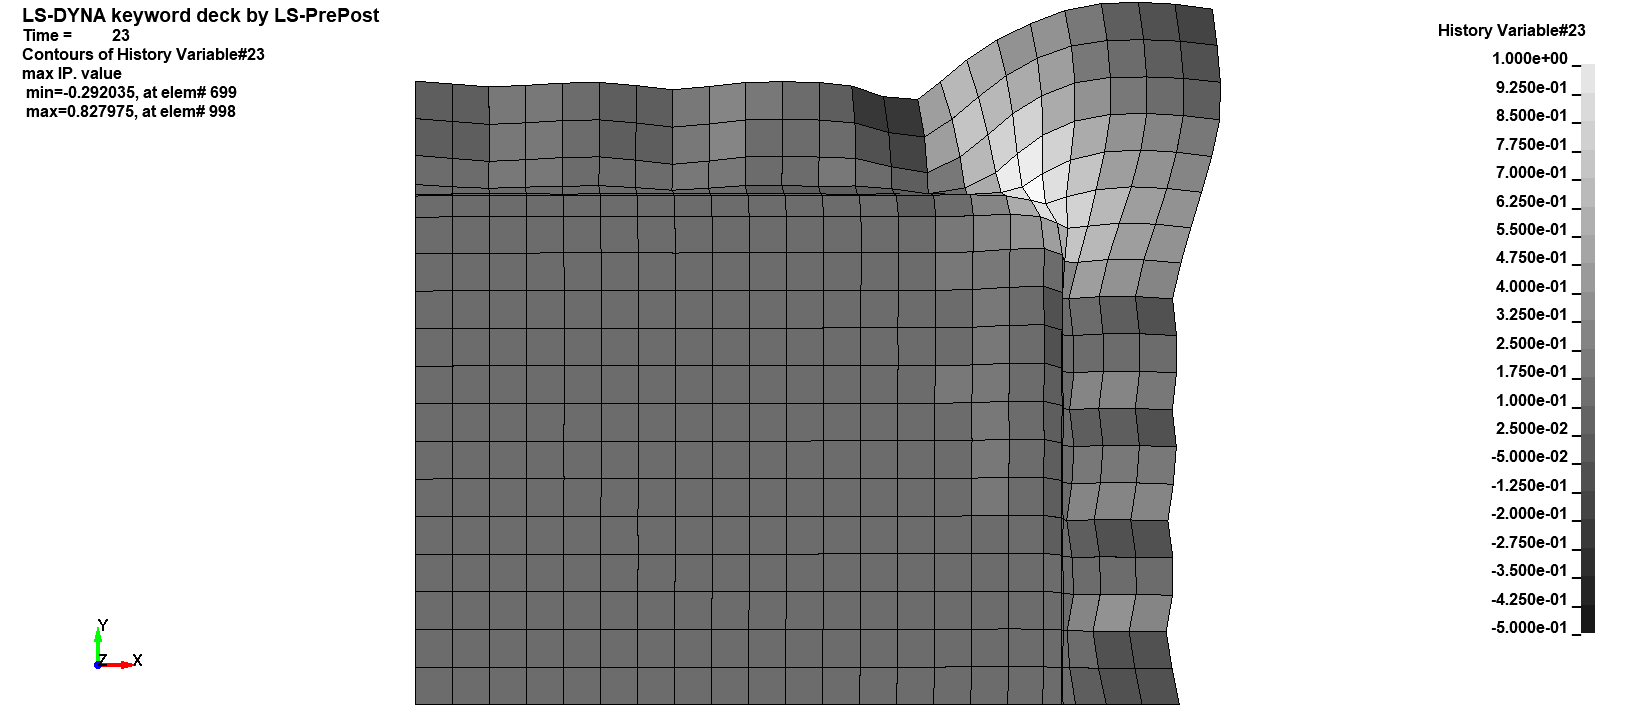 LS-DYNA keyword deck by LS-PrePost
Time =         23
Contours of History Variable#23
max IP. value
min=-0.292035, at elem# 699
max=0.827975, at elem# 998
History Variable#23
1.000e+00
9.250e-01
8.500e-01
7.750e-01
7.000e-01
6.250e-01
5.500e-01
4.750e-01
4.000e-01
3.250e-01
2.500e-01
1.750e-01
1.000e-01
2.500e-02
-5.000e-02
-1.250e-01
-2.000e-01
-2.750e-01
-3.500e-01
-4.250e-01
-5.000e-01
Y
Z
X